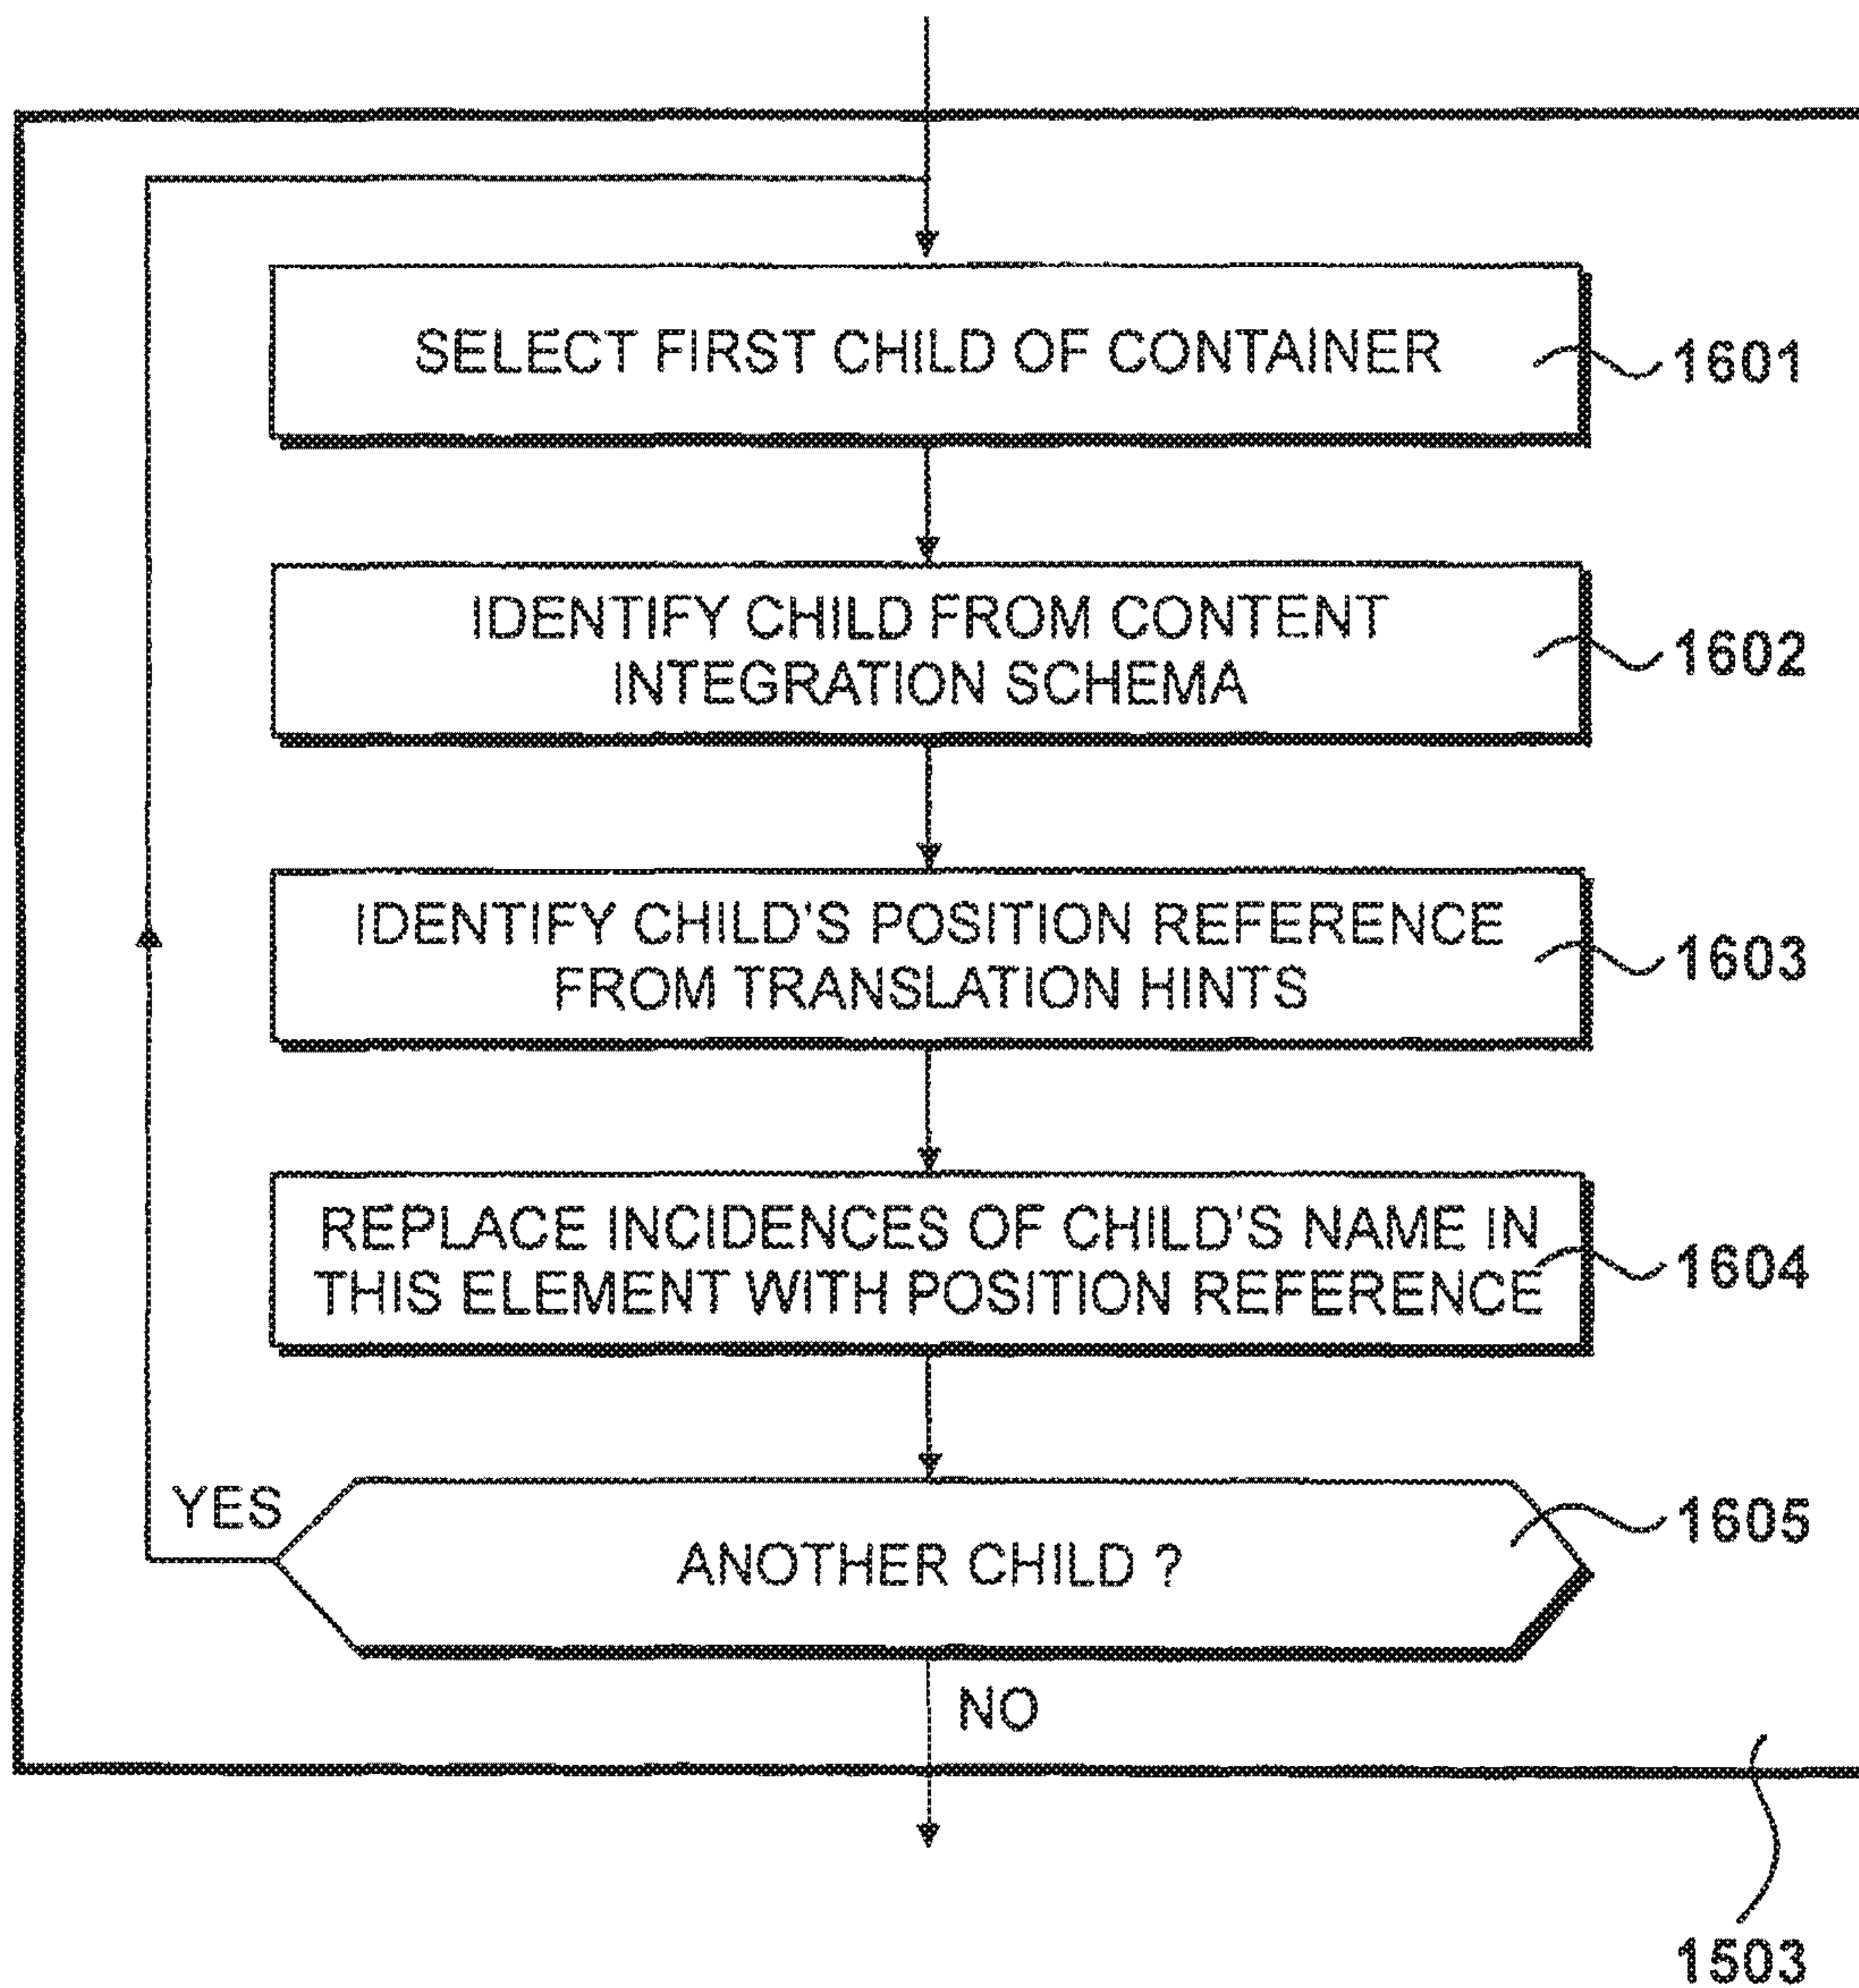 SELECT FIRST CHILD OF CONTAINER
1601
IDENTIFY CHILD FROM CONTENT
INTEGRATION SCHEMA
1602
IDENTIFY CHILD'S POSITION REFERENCE
FROM TRANSLATION HINTS
1603
REPLACE INCIDENCES OF CHILD'S NAME IN
THIS ELEMENT WITH POSITION REFERENCE
1604
YES
ANOTHER CHILD ?
1605
NO
1503